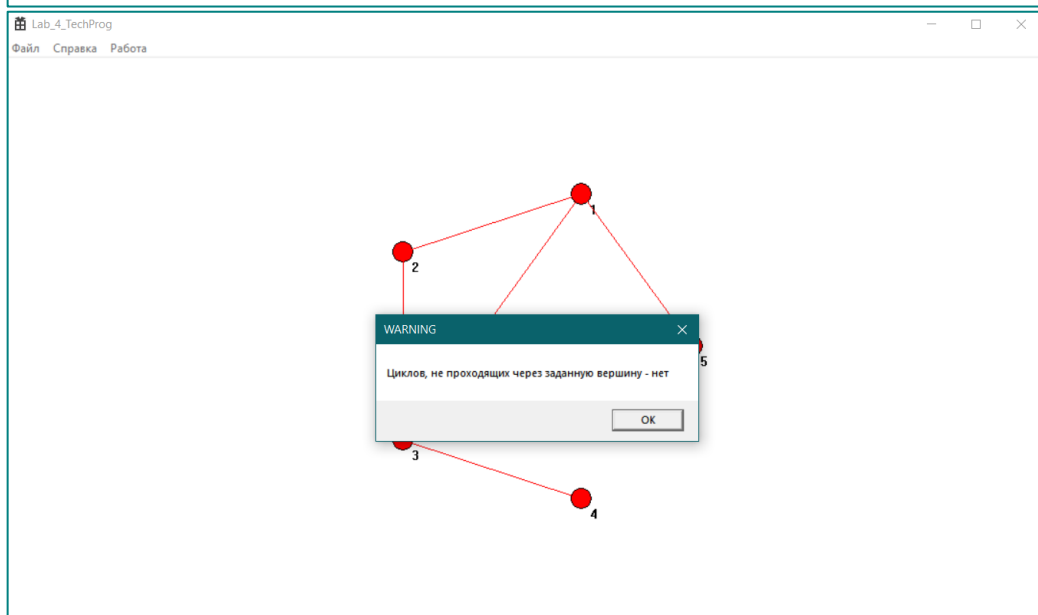 Lab_4_TechProg
Файл Справка Работа
1
2
WARNING
Циклов, не проходящих через заданную вершину - нет
5
OK
3
4